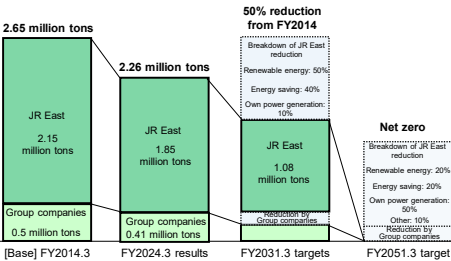 50% reduction
from FY2014
2.65 million tons
Breakdown of JR East
reduction
Renewable energy: 50%
Energy saving: 40%
Own power generation:
10%
2.26 million tons
JR East
2.15
million tons
JR East
1.85
million tons
JR East
1.08
million tons
Net zero
Breakdown of JR East
reduction
Renewable energy: 20%
Energy saving: 20%
Own power generation:
50%
Other: 10%
Reduction by
Group companies
Group companies
0.5 million tons
Group companies
0.41 million tons
Reduction by
Group companies
[Base] FY2014.3
FY2024.3 results
FY2031.3 targets
FY2051.3 target